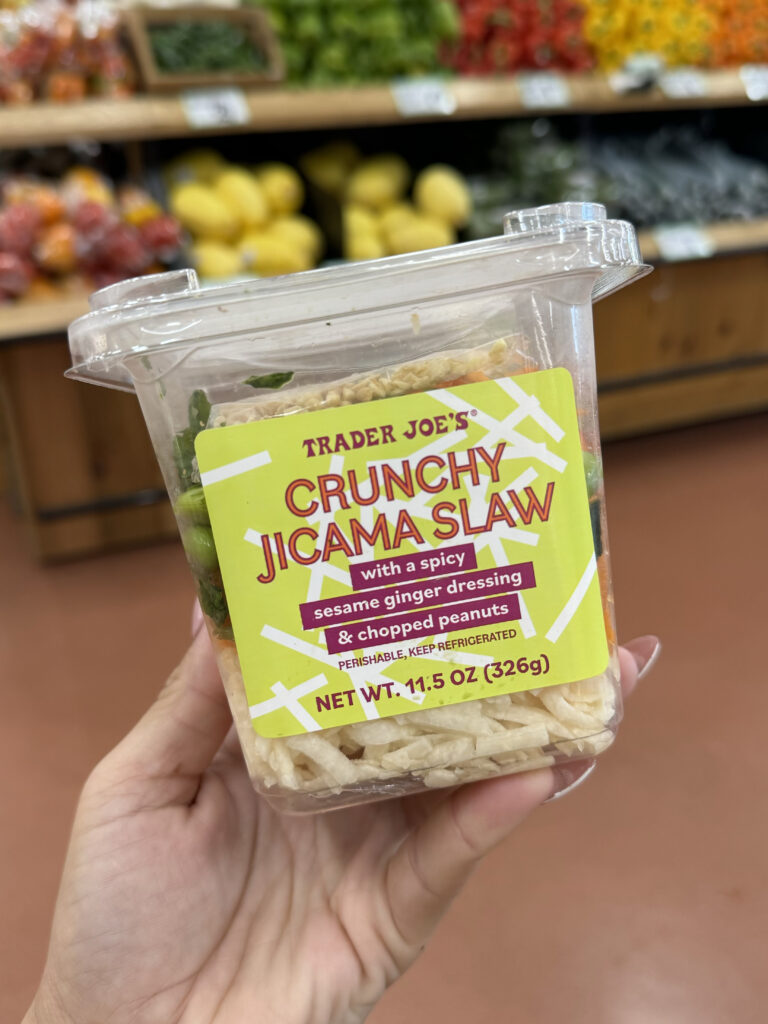 TRADER JOE'S®
CRUNCHY
JICAMA SLAW
with a spicy
sesame ginger dressing
& chopped peanuts
PERISHABLE, KEEP REFRIGERATED
NET WT. 11.5 OZ (326g)